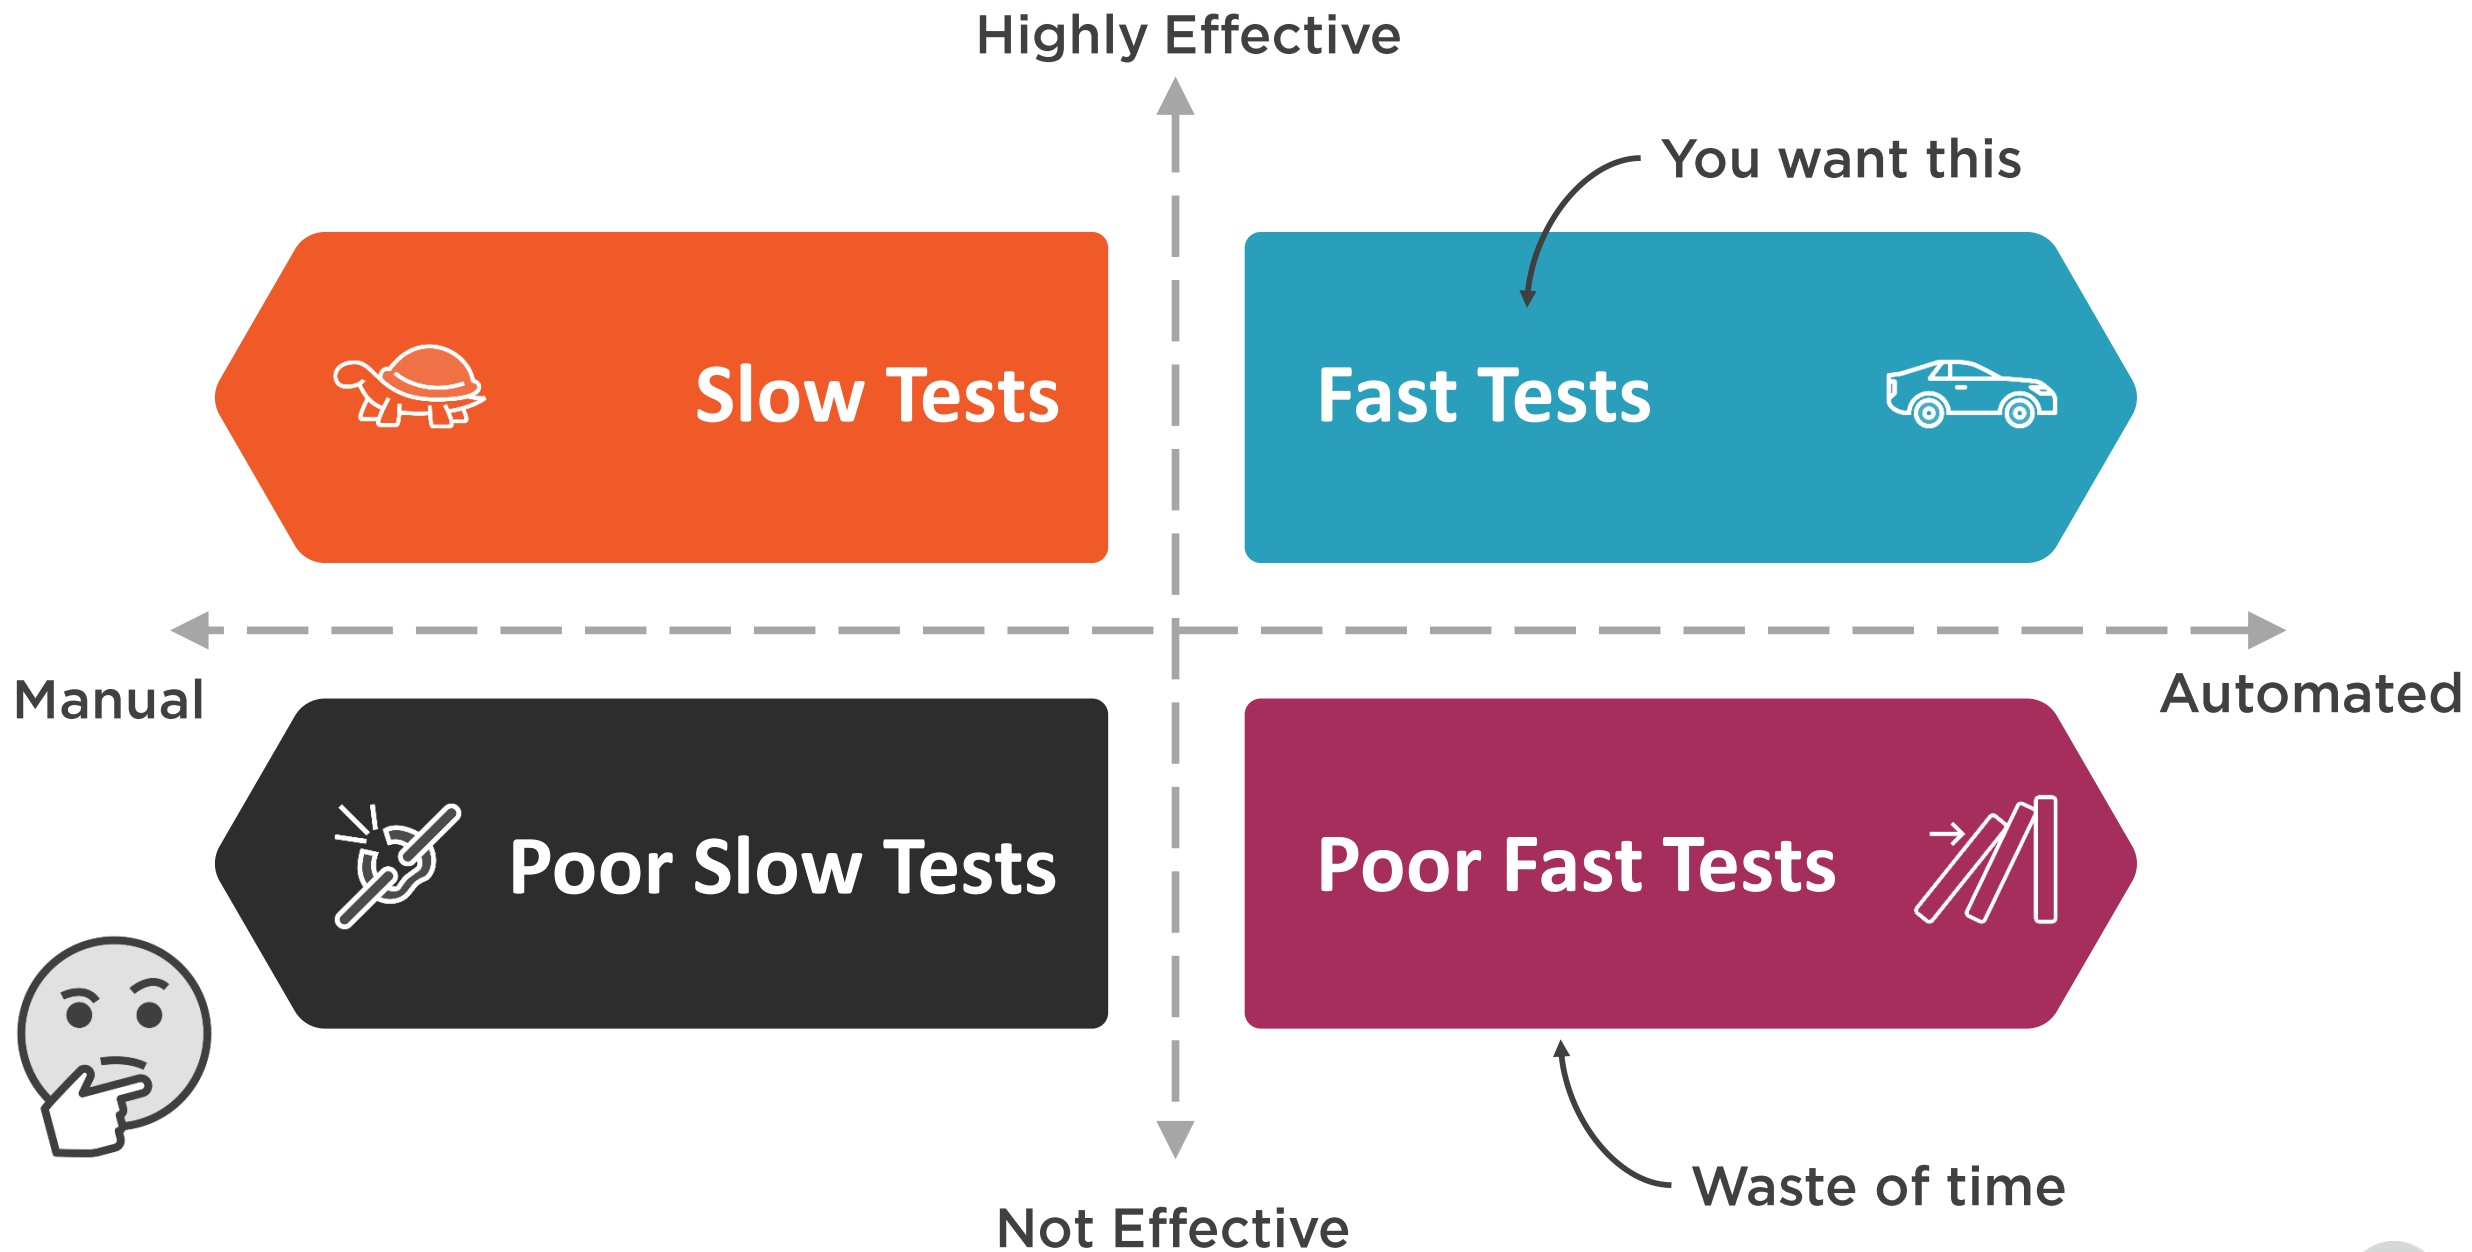 Highly Effective
You want this
Slow Tests
Fast Tests
Manual
Automated
Poor Slow Tests
Poor Fast Tests
Waste of time
Not Effective